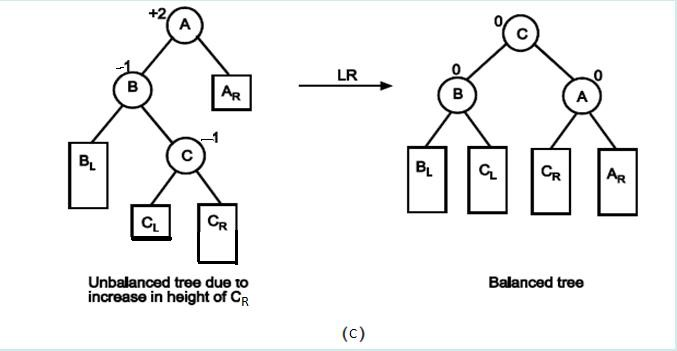 +2
A
-1
B
AR
BL
-1
C
CL
CR
Unbalanced tree due to
increase in height of CR
LR
0
C
0
B
0
A
BL
CL
CR
AR
Balanced tree
(c)